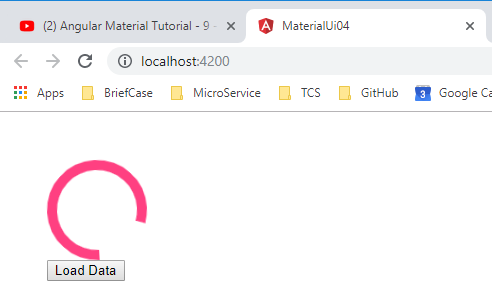 (2) Angular Material Tutorial - 9 -
MaterialUi04
localhost:4200
Apps BriefCase MicroService TCS GitHub 3 Google Ca
Load Data